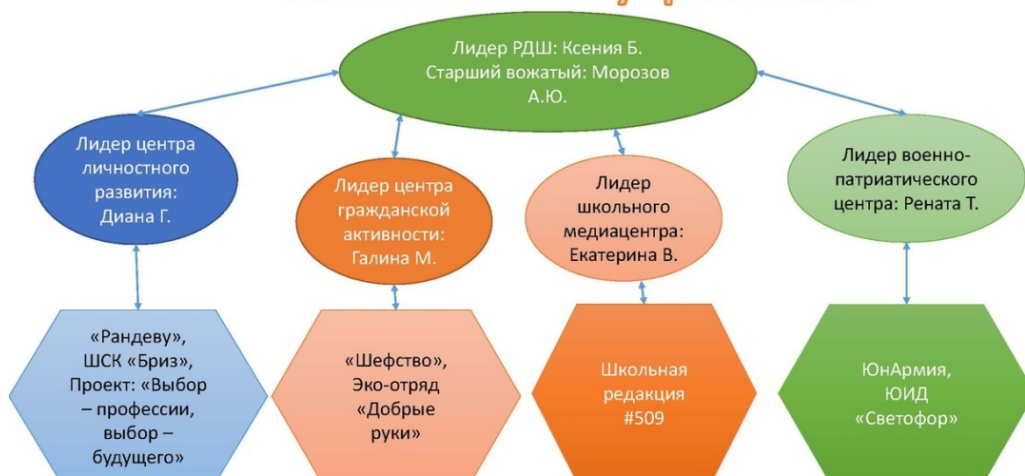 Лидер РДШ: Ксения Б.
Старший вожатый: Морозов
А.Ю.
Лидер центра
личностного
развития:
Диана Г.
Лидер центра
гражданской
активности:
Галина М.
Лидер
школьного
медиацентра:
Екатерина В.
Лидер военно-
патриатического
центра: Рената Т.
«Рандеву»,
ШСК «Бриз»,
Проект: «Выбор
– профессии,
выбор –
будущего»
«Шефство»,
Эко-отряд
«Добрые
руки»
Школьная
редакция
#509
ЮнАрмия,
ЮИД
«Светофор»